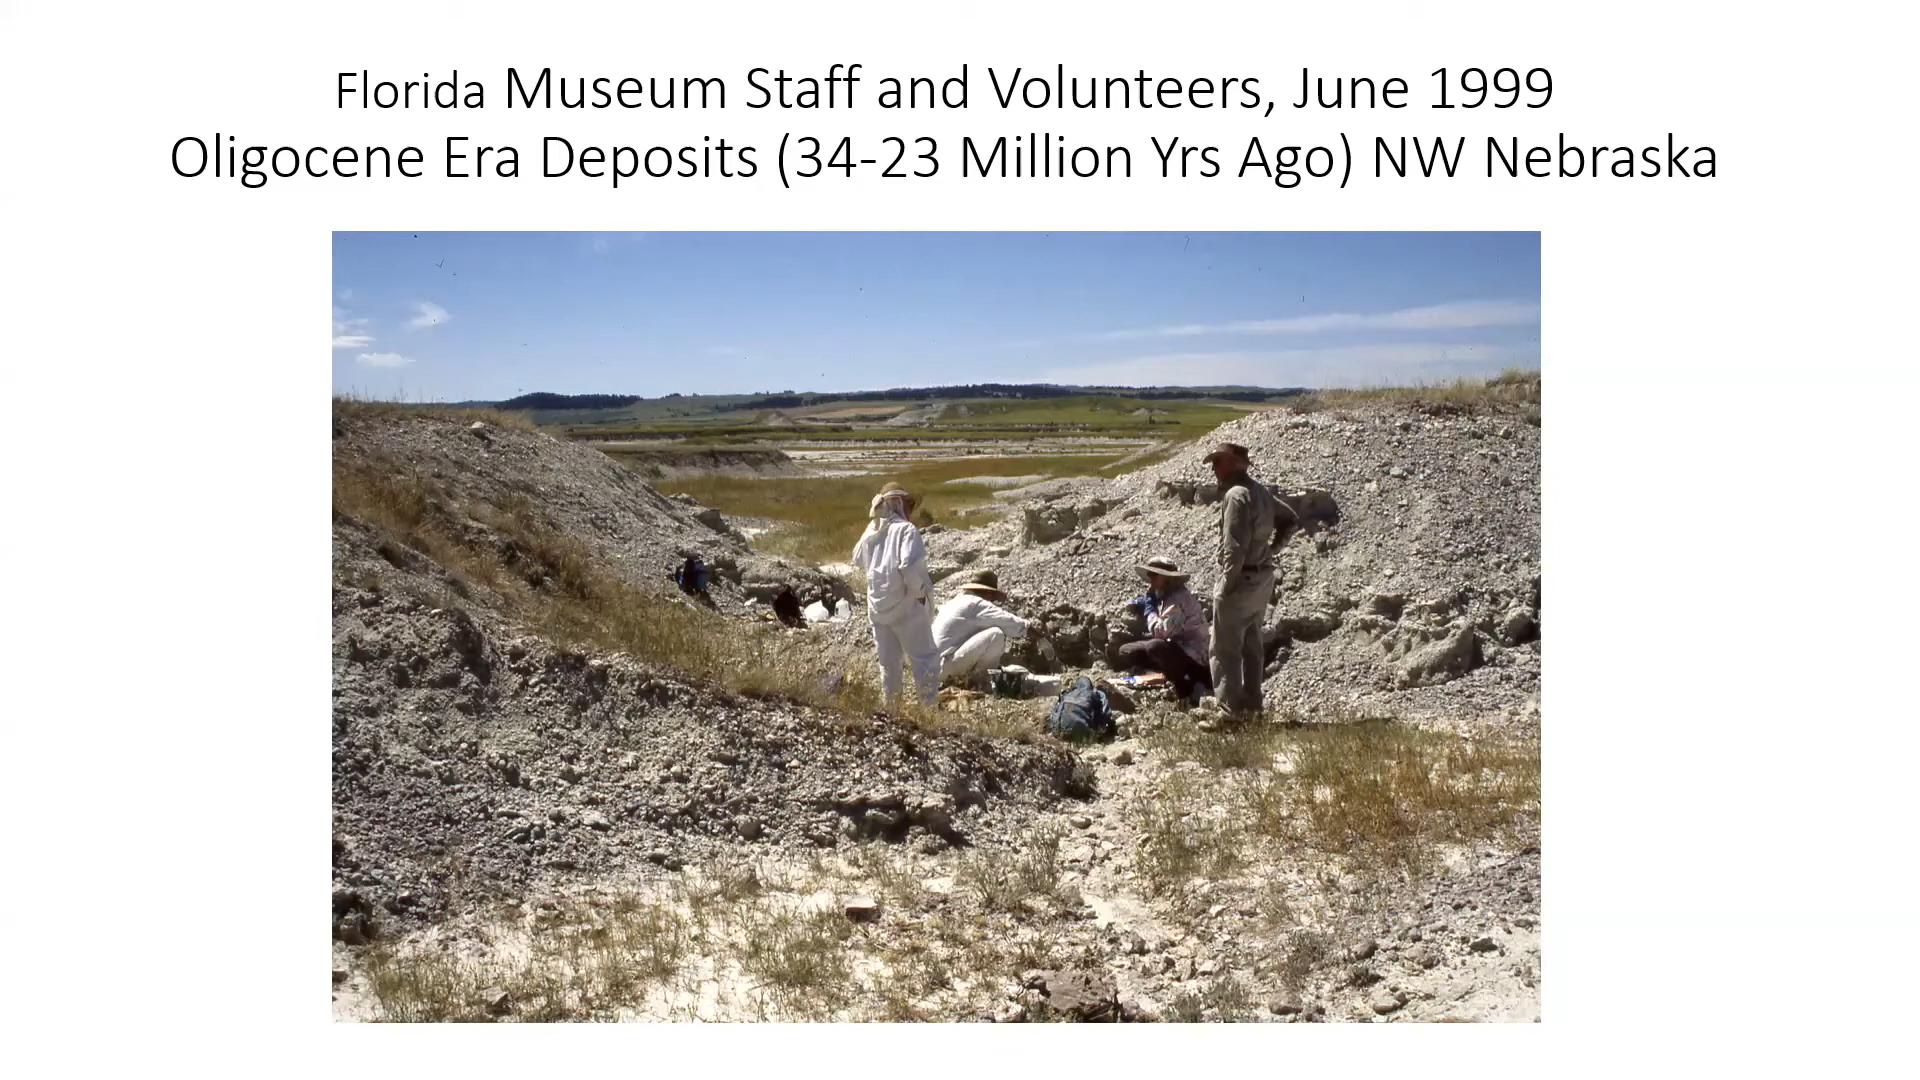 Florida Museum Staff and Volunteers, June 1999
Oligocene Era Deposits (34-23 Million Yrs Ago) NW Nebraska